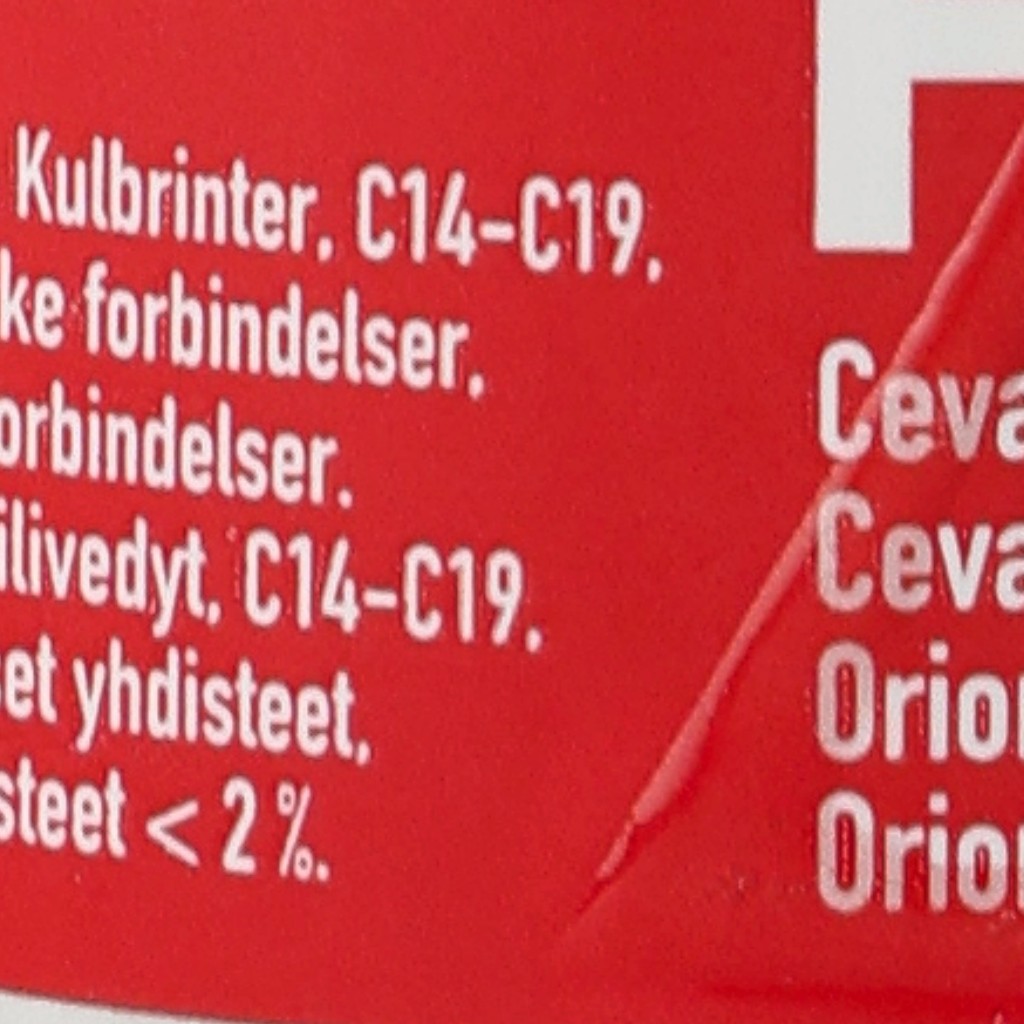 Kulbrinter, C14–C19,
ke forbindelser,
orbindelser.
ilivedyt, C14–C19,
et yhdisteet,
steet < 2 %.
Ceva
Ceva
Orion
Orion